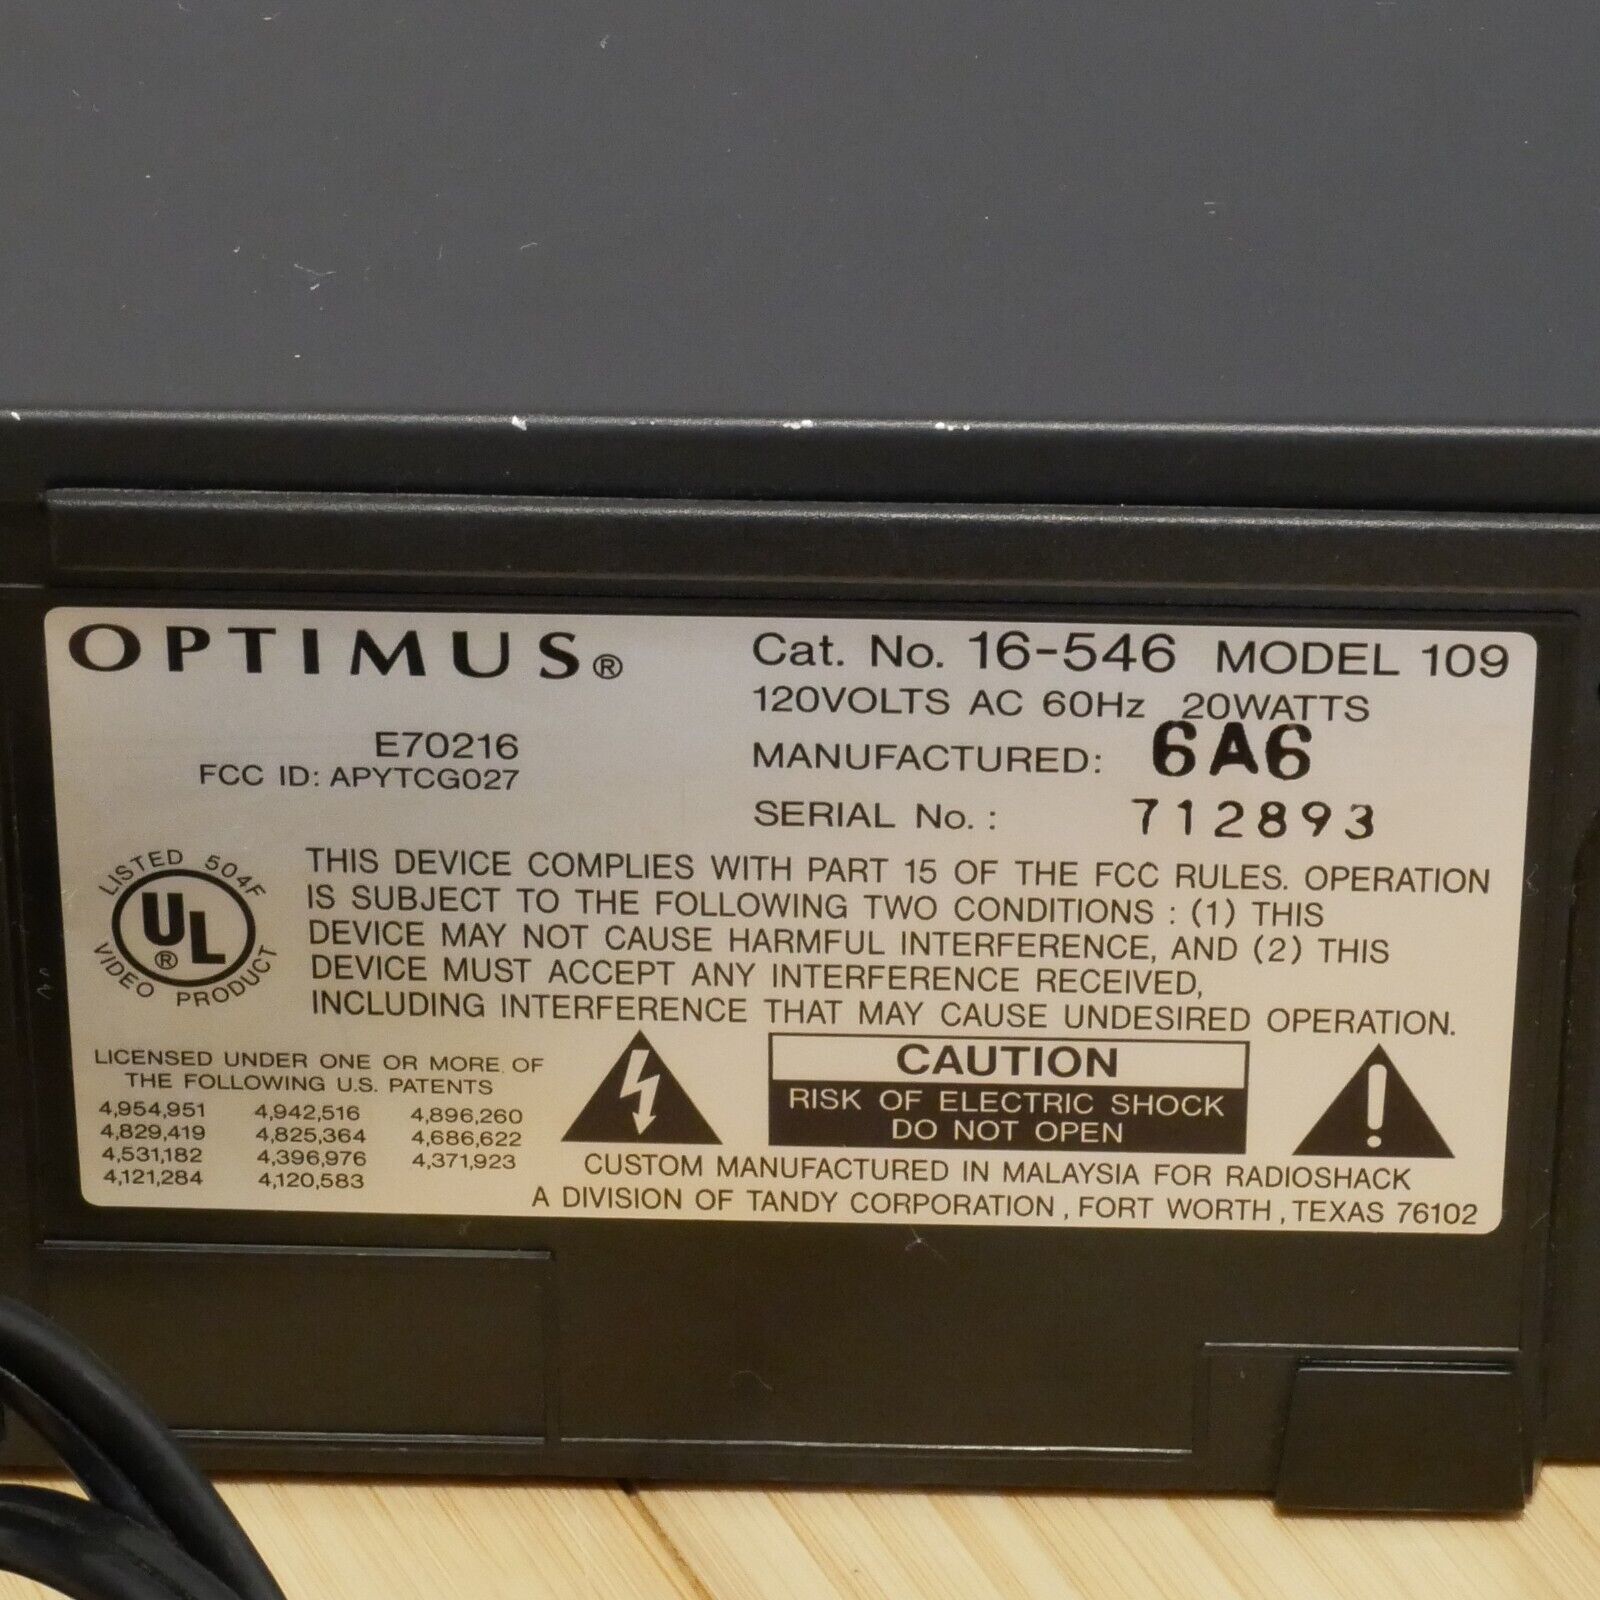 OPTIMUS®
Cat. No. 16-546 MODEL 109
120VOLTS AC 60Hz 20WATTS
E70216
FCC ID: APYTCG027
MANUFACTURED: 6A6
SERIAL No. : 712893
LISTED 504F
UL ®
VIDEO PRODUCT
THIS DEVICE COMPLIES WITH PART 15 OF THE FCC RULES. OPERATION
IS SUBJECT TO THE FOLLOWING TWO CONDITIONS : (1) THIS
DEVICE MAY NOT CAUSE HARMFUL INTERFERENCE, AND (2) THIS
DEVICE MUST ACCEPT ANY INTERFERENCE RECEIVED,
INCLUDING INTERFERENCE THAT MAY CAUSE UNDESIRED OPERATION.
LICENSED UNDER ONE OR MORE OF
THE FOLLOWING U.S. PATENTS
4,954,951 4,942,516 4,896,260
4,829,419 4,825,364 4,686,622
4,531,182 4,396,976 4,371,923
4,121,284 4,120,583
CAUTION
RISK OF ELECTRIC SHOCK
DO NOT OPEN
!
CUSTOM MANUFACTURED IN MALAYSIA FOR RADIOSHACK
A DIVISION OF TANDY CORPORATION , FORT WORTH , TEXAS 76102